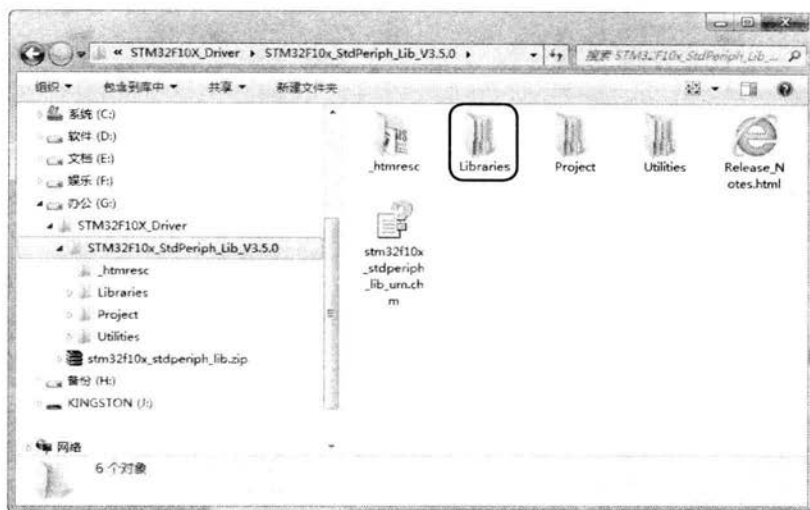 « STM32F10X_Driver ▸ STM32F10x_StdPeriph_Lib_V3.5.0 ▸ 搜索 STM32F10x_StdPeriph_Lib_...
组织 ▼ 包含到库中 ▼ 共享 ▼ 新建文件夹
系统 (C:)
软件 (D:)
文档 (E:)
娱乐 (F:)
办公 (G:)
STM32F10X_Driver
STM32F10x_StdPeriph_Lib_V3.5.0
_htmresc
Libraries
Project
Utilities
stm32f10x_stdperiph_lib.zip
备份 (H:)
KINGSTON (J:)
网络
_htmresc
Libraries
Project
Utilities
Release_N
otes.html
stm32f10x
_stdperiph
_lib_um.ch
m
6 个对象